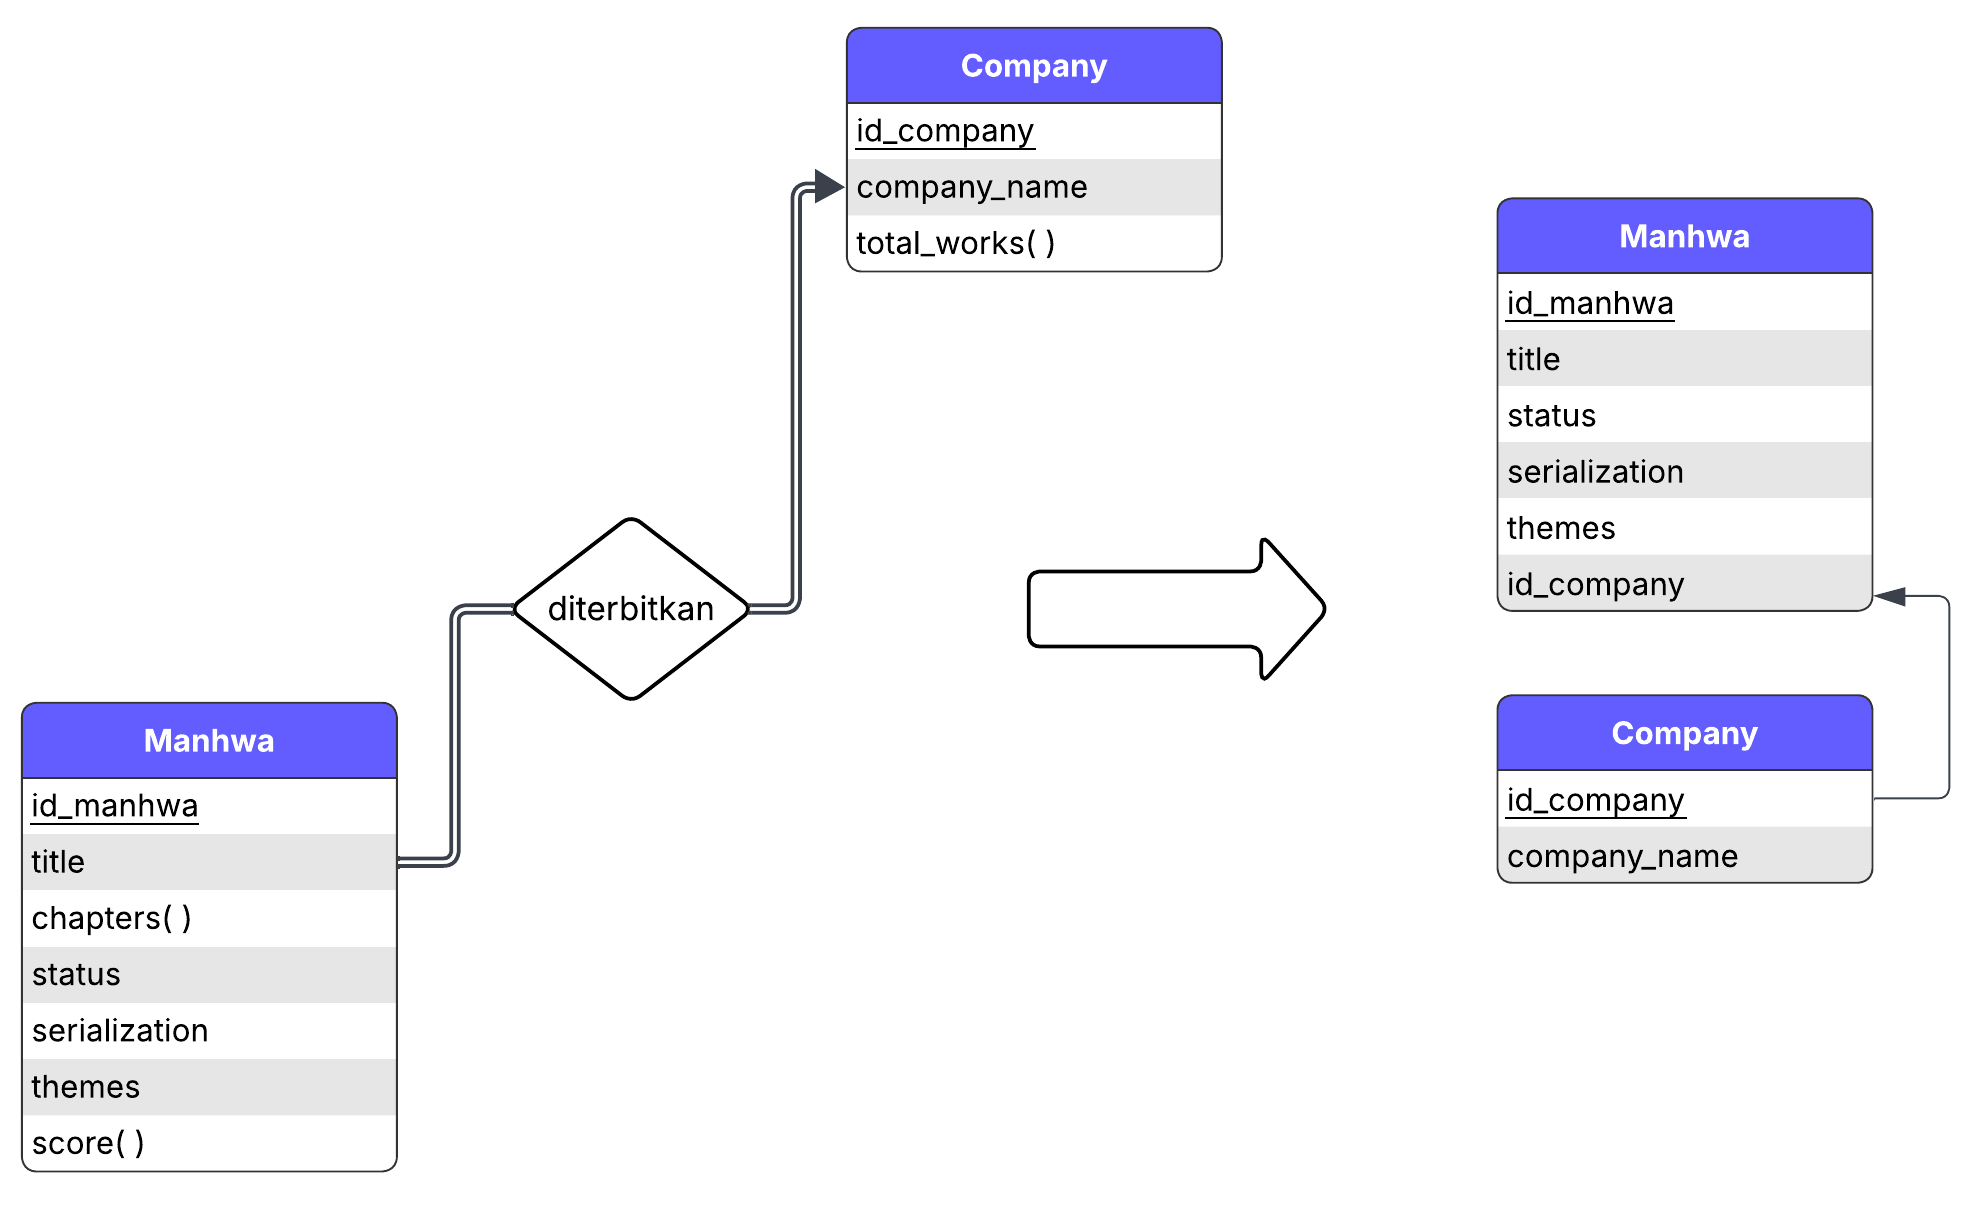 Company
id_company
company_name
total_works( )
diterbitkan
Manhwa
id_manhwa
title
chapters( )
status
serialization
themes
score( )
Manhwa
id_manhwa
title
status
serialization
themes
id_company
Company
id_company
company_name